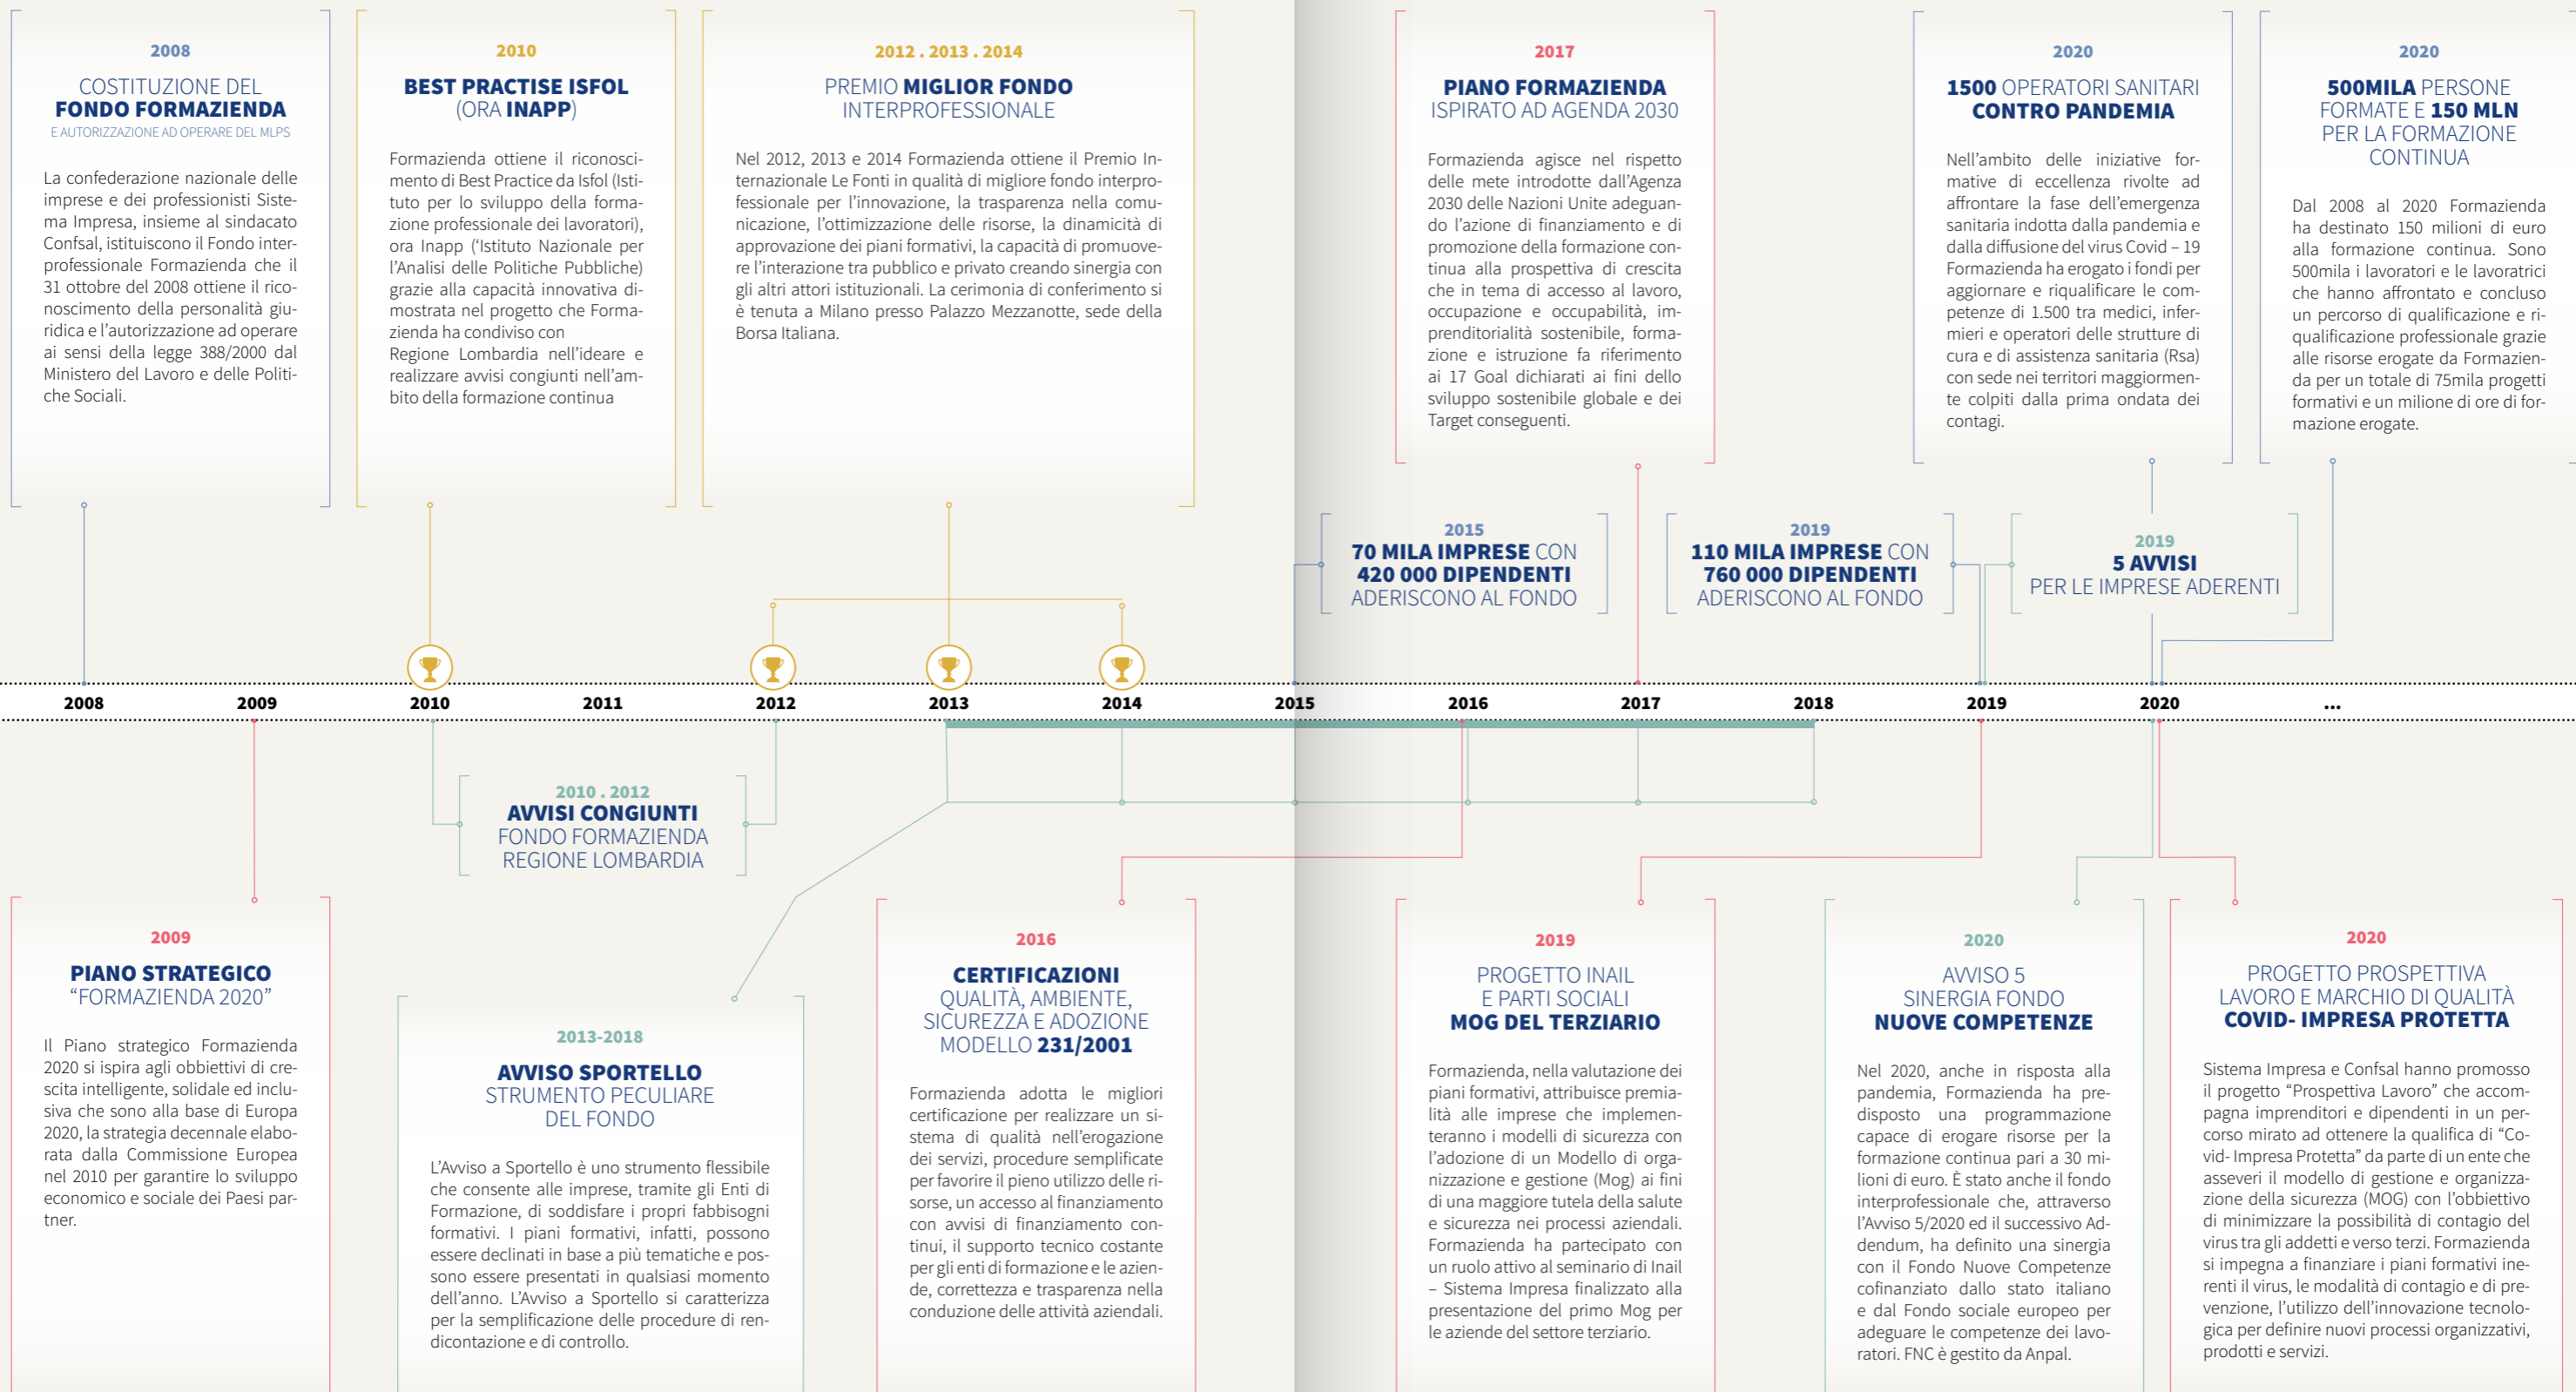 2008
COSTITUZIONE DEL
FONDO FORMAZIENDA
E AUTORIZZAZIONE AD OPERARE DEL MLPS
La confederazione nazionale delle
imprese e dei professionisti Siste-
ma Impresa, insieme al sindacato
Confsal, istituiscono il Fondo inter-
professionale Formazienda che il
31 ottobre del 2008 ottiene il rico-
noscimento della personalità giu-
ridica e l’autorizzazione ad operare
ai sensi della legge 388/2000 dal
Ministero del Lavoro e delle Politi-
che Sociali.
2010
BEST PRACTISE ISFOL
(ORA INAPP)
Formazienda ottiene il riconosci-
mento di Best Practice da Isfol (Isti-
tuto per lo sviluppo della forma-
zione professionale dei lavoratori),
ora Inapp (‘Istituto Nazionale per
l’Analisi delle Politiche Pubbliche)
grazie alla capacità innovativa di-
mostrata nel progetto che Forma-
zienda ha condiviso con
Regione Lombardia nell’ideare e
realizzare avvisi congiunti nell’am-
bito della formazione continua
2012 . 2013 . 2014
PREMIO MIGLIOR FONDO
INTERPROFESSIONALE
Nel 2012, 2013 e 2014 Formazienda ottiene il Premio In-
ternazionale Le Fonti in qualità di migliore fondo interpro-
fessionale per l’innovazione, la trasparenza nella comu-
nicazione, l’ottimizzazione delle risorse, la dinamicità di
approvazione dei piani formativi, la capacità di promuove-
re l’interazione tra pubblico e privato creando sinergia con
gli altri attori istituzionali. La cerimonia di conferimento si
è tenuta a Milano presso Palazzo Mezzanotte, sede della
Borsa Italiana.
2017
PIANO FORMAZIENDA
ISPIRATO AD AGENDA 2030
Formazienda agisce nel rispetto
delle mete introdotte dall’Agenza
2030 delle Nazioni Unite adeguan-
do l’azione di finanziamento e di
promozione della formazione con-
tinua alla prospettiva di crescita
che in tema di accesso al lavoro,
occupazione e occupabilità, im-
prenditorialità sostenibile, forma-
zione e istruzione fa riferimento
ai 17 Goal dichiarati ai fini dello
sviluppo sostenibile globale e dei
Target conseguenti.
2020
1500 OPERATORI SANITARI
CONTRO PANDEMIA
Nell’ambito delle iniziative for-
mative di eccellenza rivolte ad
affrontare la fase dell’emergenza
sanitaria indotta dalla pandemia e
dalla diffusione del virus Covid – 19
Formazienda ha erogato i fondi per
aggiornare e riqualificare le com-
petenze di 1.500 tra medici, infer-
mieri e operatori delle strutture di
cura e di assistenza sanitaria (Rsa)
con sede nei territori maggiormen-
te colpiti dalla prima ondata dei
contagi.
2020
500MILA PERSONE
FORMATE E 150 MLN
PER LA FORMAZIONE
CONTINUA
Dal 2008 al 2020 Formazienda
ha destinato 150 milioni di euro
alla formazione continua. Sono
500mila i lavoratori e le lavoratrici
che hanno affrontato e concluso
un percorso di qualificazione e ri-
qualificazione professionale grazie
alle risorse erogate da Formazien-
da per un totale di 75mila progetti
formativi e un milione di ore di for-
mazione erogate.
2015
70 MILA IMPRESE CON
420 000 DIPENDENTI
ADERISCONO AL FONDO
2019
110 MILA IMPRESE CON
760 000 DIPENDENTI
ADERISCONO AL FONDO
2019
5 AVVISI
PER LE IMPRESE ADERENTI
2008 2009 2010 2011 2012 2013 2014 2015 2016 2017 2018 2019 2020 ...
2010 . 2012
AVVISI CONGIUNTI
FONDO FORMAZIENDA
REGIONE LOMBARDIA
2009
PIANO STRATEGICO
“FORMAZIENDA 2020”
Il Piano strategico Formazienda
2020 si ispira agli obbiettivi di cre-
scita intelligente, solidale ed inclu-
siva che sono alla base di Europa
2020, la strategia decennale elabo-
rata dalla Commissione Europea
nel 2010 per garantire lo sviluppo
economico e sociale dei Paesi par-
tner.
2013-2018
AVVISO SPORTELLO
STRUMENTO PECULIARE
DEL FONDO
L’Avviso a Sportello è uno strumento flessibile
che consente alle imprese, tramite gli Enti di
Formazione, di soddisfare i propri fabbisogni
formativi. I piani formativi, infatti, possono
essere declinati in base a più tematiche e pos-
sono essere presentati in qualsiasi momento
dell’anno. L’Avviso a Sportello si caratterizza
per la semplificazione delle procedure di ren-
dicontazione e di controllo.
2016
CERTIFICAZIONI
QUALITÀ, AMBIENTE,
SICUREZZA E ADOZIONE
MODELLO 231/2001
Formazienda adotta le migliori
certificazione per realizzare un si-
stema di qualità nell’erogazione
dei servizi, procedure semplificate
per favorire il pieno utilizzo delle ri-
sorse, un accesso al finanziamento
con avvisi di finanziamento con-
tinui, il supporto tecnico costante
per gli enti di formazione e le azien-
de, correttezza e trasparenza nella
conduzione delle attività aziendali.
2019
PROGETTO INAIL
E PARTI SOCIALI
MOG DEL TERZIARIO
Formazienda, nella valutazione dei
piani formativi, attribuisce premia-
lità alle imprese che implemen-
teranno i modelli di sicurezza con
l’adozione di un Modello di orga-
nizzazione e gestione (Mog) ai fini
di una maggiore tutela della salute
e sicurezza nei processi aziendali.
Formazienda ha partecipato con
un ruolo attivo al seminario di Inail
– Sistema Impresa finalizzato alla
presentazione del primo Mog per
le aziende del settore terziario.
2020
AVVISO 5
SINERGIA FONDO
NUOVE COMPETENZE
Nel 2020, anche in risposta alla
pandemia, Formazienda ha pre-
disposto una programmazione
capace di erogare risorse per la
formazione continua pari a 30 mi-
lioni di euro. È stato anche il fondo
interprofessionale che, attraverso
l’Avviso 5/2020 ed il successivo Ad-
dendum, ha definito una sinergia
con il Fondo Nuove Competenze
cofinanziato dallo stato italiano
e dal Fondo sociale europeo per
adeguare le competenze dei lavo-
ratori. FNC è gestito da Anpal.
2020
PROGETTO PROSPETTIVA
LAVORO E MARCHIO DI QUALITÀ
COVID- IMPRESA PROTETTA
Sistema Impresa e Confsal hanno promosso
il progetto “Prospettiva Lavoro” che accom-
pagna imprenditori e dipendenti in un per-
corso mirato ad ottenere la qualifica di “Co-
vid- Impresa Protetta” da parte di un ente che
asseveri il modello di gestione e organizza-
zione della sicurezza (MOG) con l’obbiettivo
di minimizzare la possibilità di contagio del
virus tra gli addetti e verso terzi. Formazienda
si impegna a finanziare i piani formativi ine-
renti il virus, le modalità di contagio e di pre-
venzione, l’utilizzo dell’innovazione tecnolo-
gica per definire nuovi processi organizzativi,
prodotti e servizi.